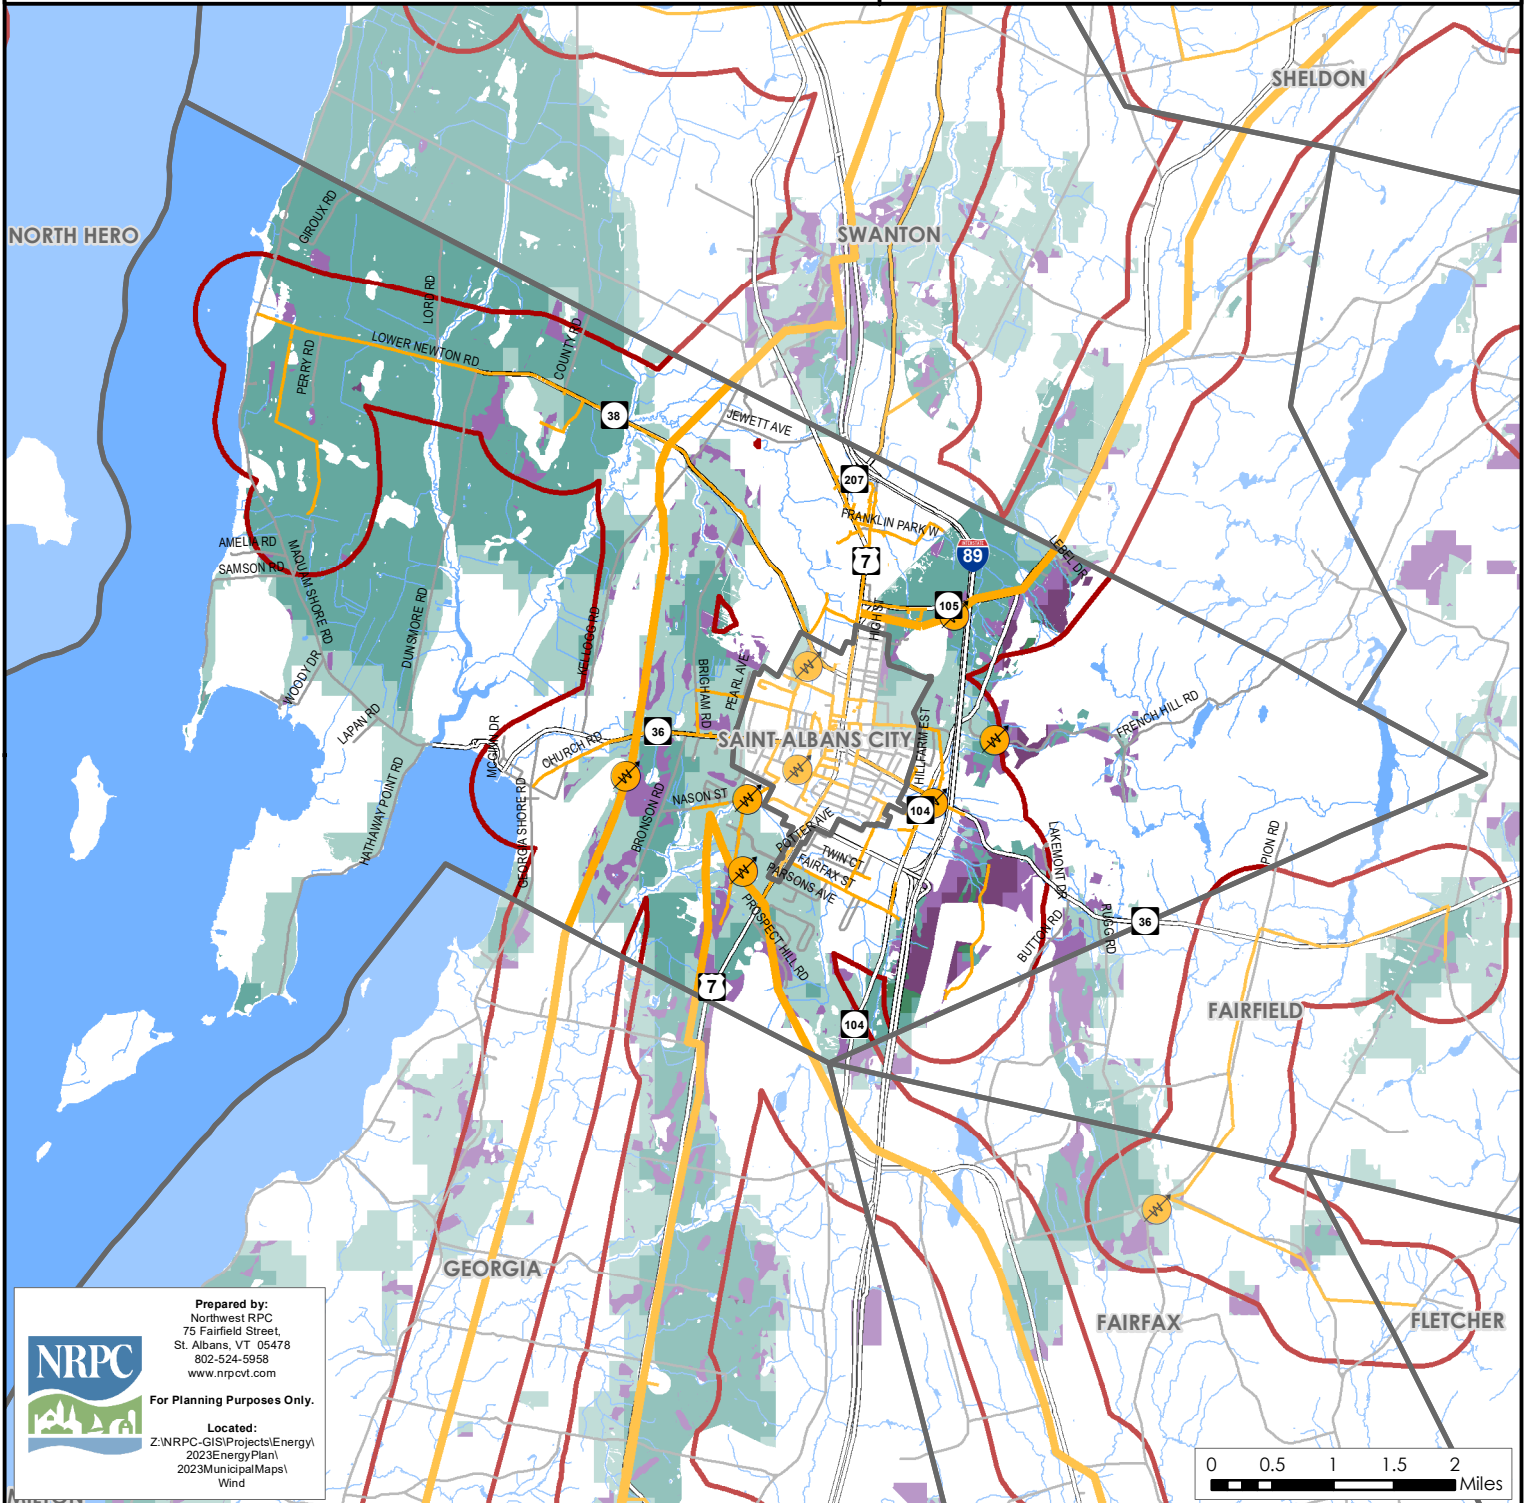 SHELDON
NORTH HERO
SWANTON
GIROUX RD
LORD RD
LOWER NEWTON RD
COUNTY RD
PERRY RD
38
JEWETT AVE
207
FRANKLIN PARK W
INTERSTATE
89
7
LEBEL DR
AMELIA RD
SAMSON RD
MAQUAM SHORE RD
105
HIGH ST
DUNSMORE RD
KELLOGG RD
WOODY DR
BRIGHAM RD
PEARL AVE
W
LAPAN RD
FRENCH HILL RD
MCGINN DR
36
CHURCH RD
SAINT ALBANS CITY
HILLFARM EST
W
W
W
HATHAWAY POINT RD
GEORGIA SHORE RD
BRONSON RD
NASON ST
W
104
POTTER AVE
TWIN CT
FAIRFAX ST
PARSONS AVE
W
LAKEMONT DR
PION RD
PROSPECT HILL RD
BUTTON RD
RUGG RD
36
7
104
FAIRFIELD
W
GEORGIA
FAIRFAX
FLETCHER
Prepared by:
Northwest RPC
75 Fairfield Street,
St. Albans, VT 05478
802-524-5958
www.nrpcvt.com
NRPC
For Planning Purposes Only.
Located:
Z:\NRPC-GIS\Projects\Energy\
2023EnergyPlan\
2023MunicipalMaps\
Wind
MILTON
0 0.5 1 1.5 2
Miles